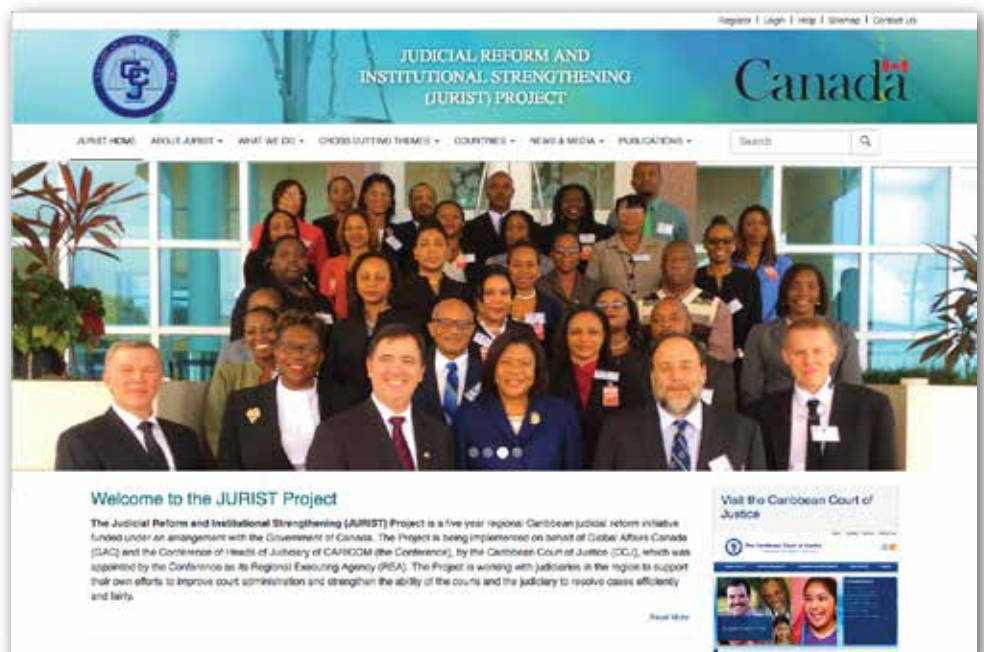 Register | Login | Help | Sitemap | Contact Us
CCJ
JUDICIAL REFORM AND
INSTITUTIONAL STRENGTHENING
(JURIST) PROJECT
Canada
JURIST HOME ABOUT JURIST WHAT WE DO CROSS CUTTING THEMES COUNTRIES NEWS & MEDIA PUBLICATIONS Search
Welcome to the JURIST Project
The Judicial Reform and Institutional Strengthening (JURIST) Project is a five year regional Caribbean judicial reform initiative
funded under an arrangement with the Government of Canada. The Project is being implemented on behalf of Global Affairs Canada
(GAC) and the Conference of Heads of Judiciary of CARICOM (the Conference), by the Caribbean Court of Justice (CCJ), which was
appointed by the Conference as its Regional Executing Agency (REA). The Project is working with judiciaries in the region to support
their own efforts to improve court administration and strengthen the ability of the courts and the judiciary to resolve cases efficiently
and fairly.
Read More
Visit the Caribbean Court of
Justice
The Caribbean Court of Justice